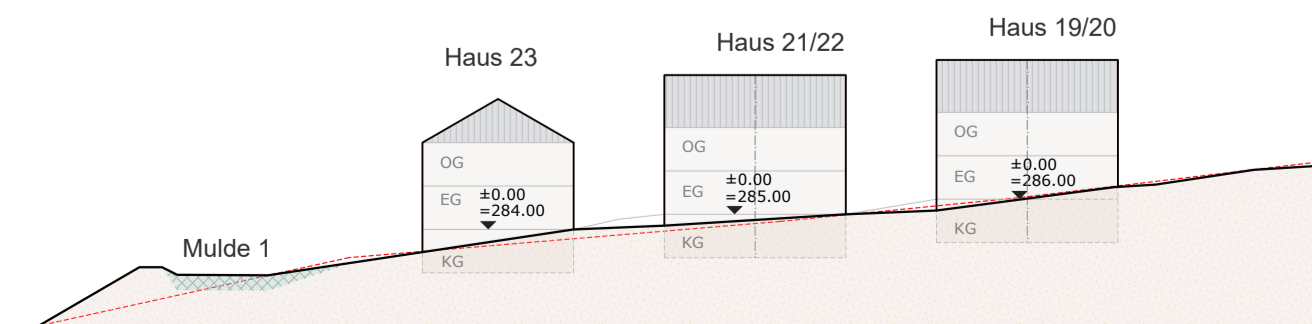 Haus 19/20
Haus 21/22
Haus 23
OG
EG
±0.00
=284.00
KG
OG
EG
±0.00
=285.00
KG
OG
EG
±0.00
=286.00
KG
Mulde 1